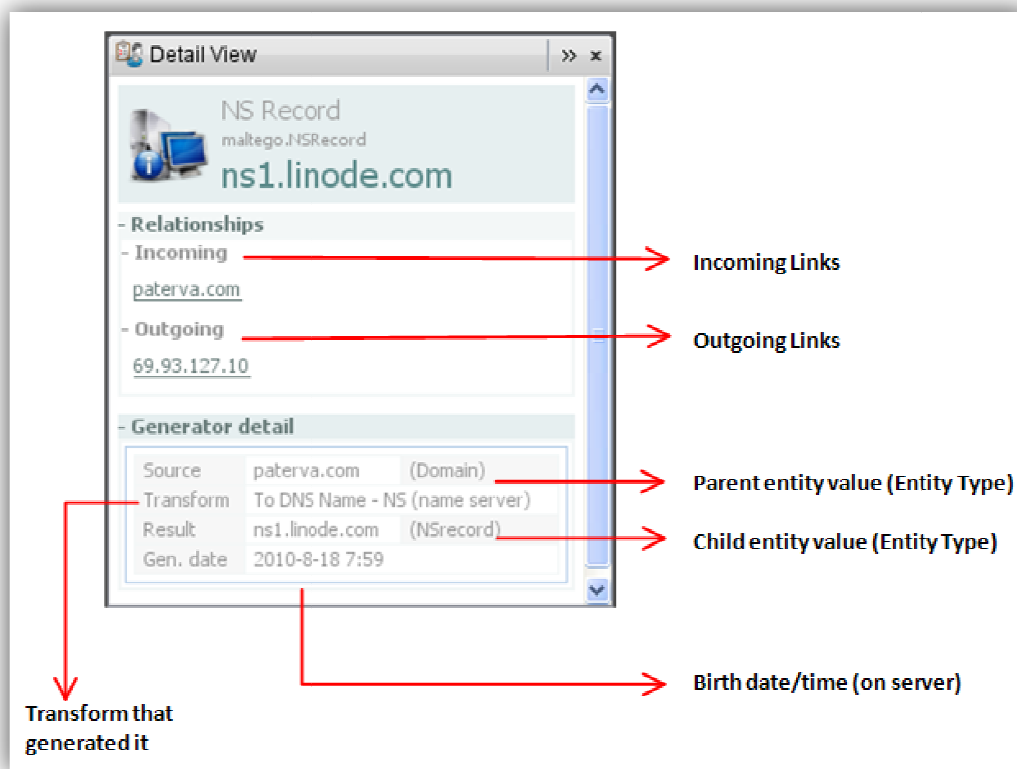 Detail View
NS Record
maltego.NSRecord
ns1.linode.com
- Relationships
- Incoming
paterva.com
- Outgoing
69.93.127.10
- Generator detail
Source paterva.com (Domain)
Transform To DNS Name - NS (name server)
Result ns1.linode.com (NSrecord)
Gen. date 2010-8-18 7:59
Incoming Links
Outgoing Links
Parent entity value (Entity Type)
Child entity value (Entity Type)
Birth date/time (on server)
Transform that
generated it